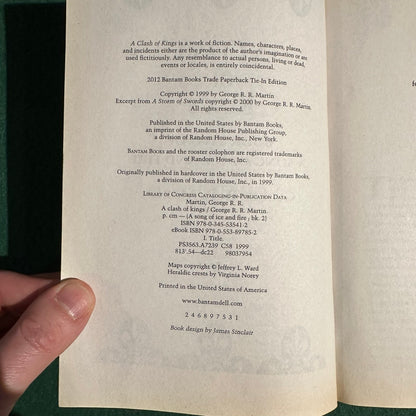 A Clash of Kings is a work of fiction. Names, characters, places,
and incidents either are the product of the author's imagination or are
used fictitiously. Any resemblance to actual persons, living or dead,
events or locales, is entirely coincidental.
2012 Bantam Books Trade Paperback Tie-In Edition
Copyright © 1999 by George R. R. Martin
Excerpt from A Storm of Swords copyright © 2000 by George R. R. Martin.
All rights reserved.
Published in the United States by Bantam Books,
an imprint of the Random House Publishing Group,
a division of Random House, Inc., New York.
BANTAM BOOKS and the rooster colophon are registered trademarks
of Random House, Inc.
Originally published in hardcover in the United States by Bantam Books,
a division of Random House, Inc., in 1999.
LIBRARY OF CONGRESS CATALOGING-IN-PUBLICATION DATA
Martin, George R. R.
A clash of kings / George R. R. Martin
p. cm — (A song of ice and fire ; bk. 2)
ISBN 978-0-345-53541-2
eBook ISBN 978-0-553-89785-2
I. Title.
PS3563.A7239 C58 1999
813'.54—dc22 98037954
Maps copyright © Jeffrey L. Ward
Heraldic crests by Virginia Norey
Printed in the United States of America
www.bantamdell.com
2 4 6 8 9 7 5 3 1
Book design by James Sinclair